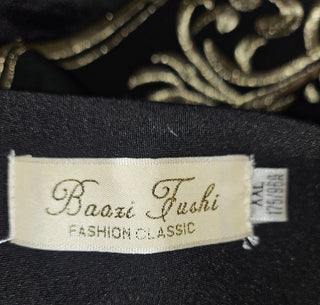 Baozi Fushi
FASHION CLASSIC
XXL
175/96A